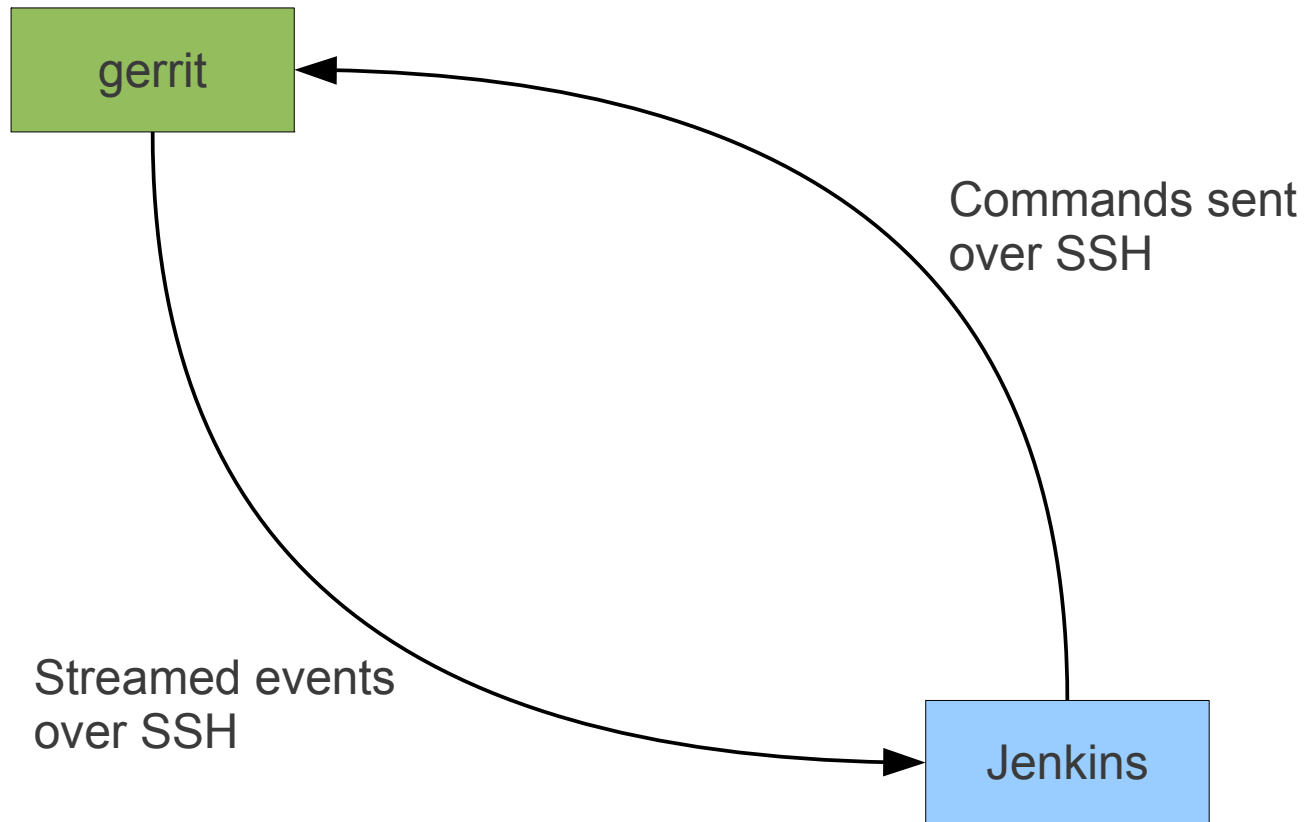 gerrit
Commands sent
over SSH
Streamed events
over SSH
Jenkins